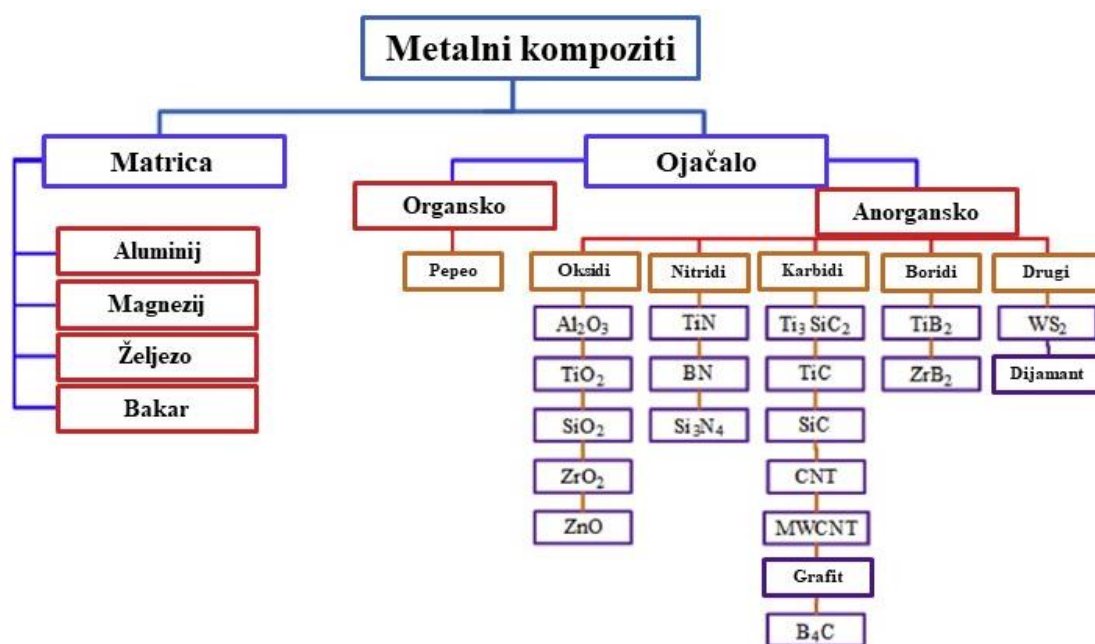 Metalni kompoziti
Matrica
Ojačalo
Organsko
Anorgansko
Aluminij
Magnezij
Željezo
Bakar
Pepeo
Oksidi
Nitridi
Karbidi
Boridi
Drugi
Al₂O₃
TiO₂
SiO₂
ZrO₂
ZnO
TiN
BN
Si₃N₄
Ti₃ SiC₂
TiC
SiC
CNT
MWCNT
Grafit
B₄C
TiB₂
ZrB₂
WS₂
Dijamant